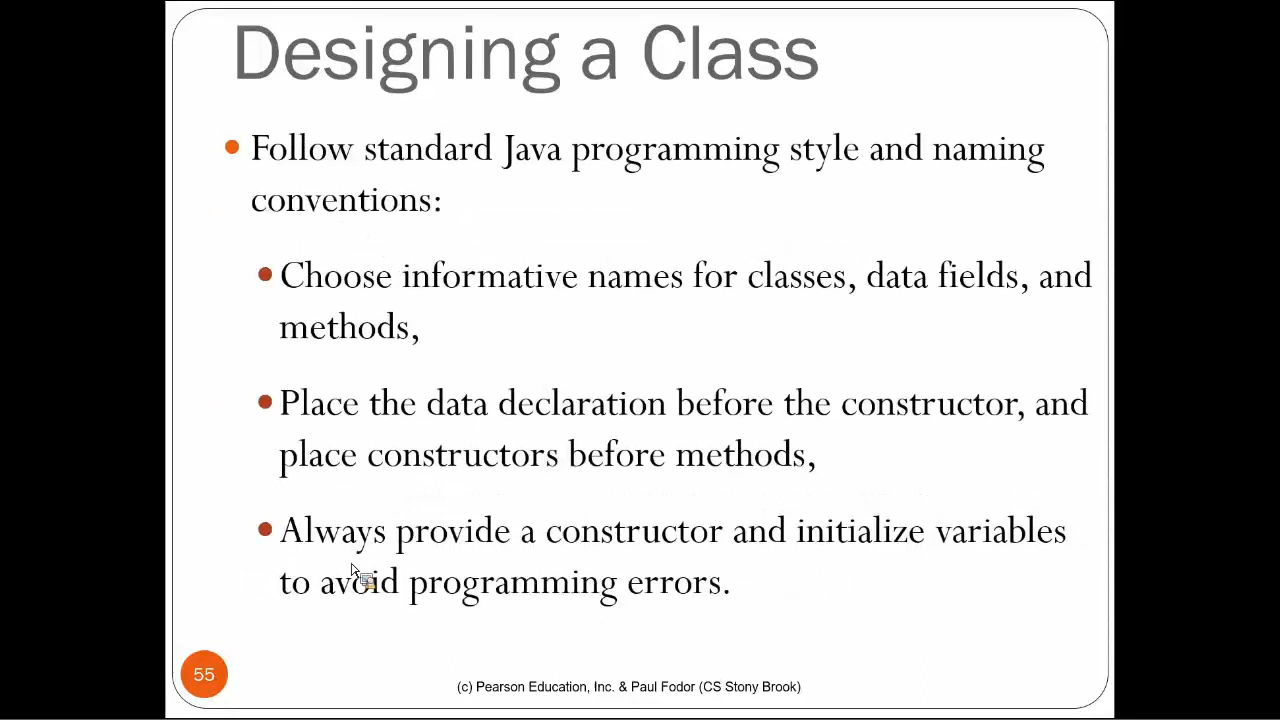 Designing a Class
Follow standard Java programming style and naming
conventions:
Choose informative names for classes, data fields, and
methods,
Place the data declaration before the constructor, and
place constructors before methods,
Always provide a constructor and initialize variables
to avoid programming errors.
55
(c) Pearson Education, Inc. & Paul Fodor (CS Stony Brook)